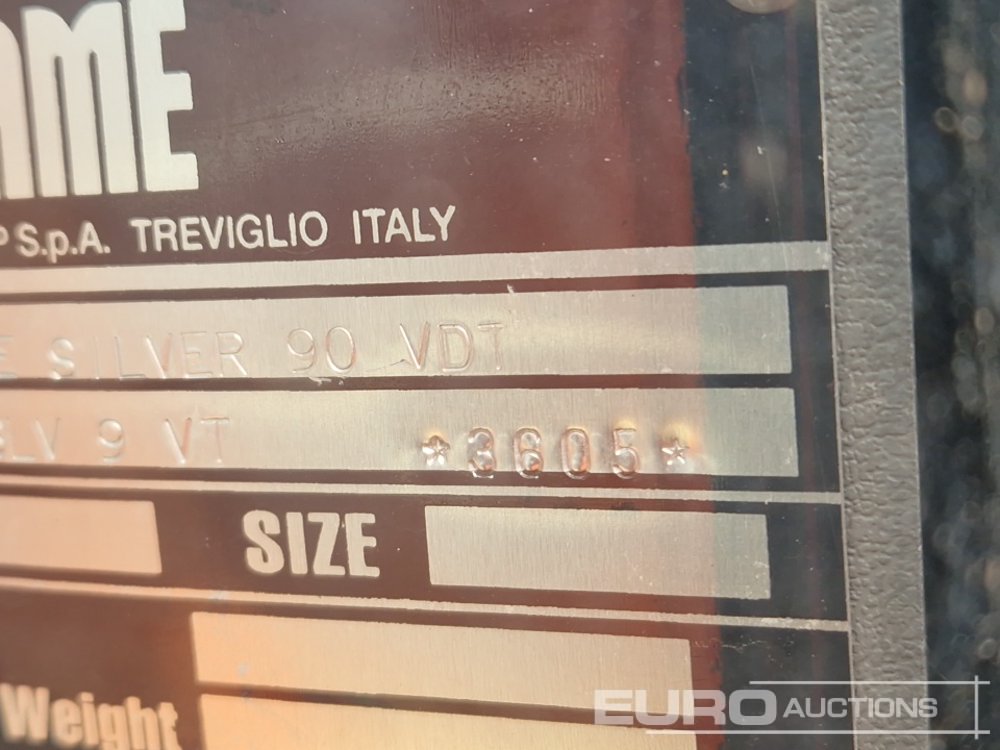 AME
P S.p.A. TREVIGLIO ITALY
E SILVER 90 VDT
LV 9 VT *3605*
SIZE
Weight
EURO AUCTIONS